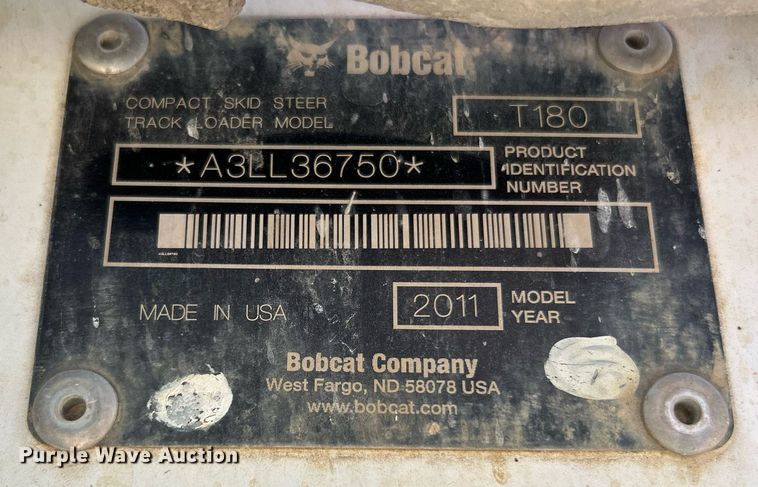 Bobcat
COMPACT SKID STEER
TRACK LOADER MODEL
T180
*A3LL36750*
PRODUCT
IDENTIFICATION
NUMBER
MADE IN USA
2011
MODEL
YEAR
Bobcat Company
West Fargo, ND 58078 USA
www.bobcat.com
Purple Wave Auction